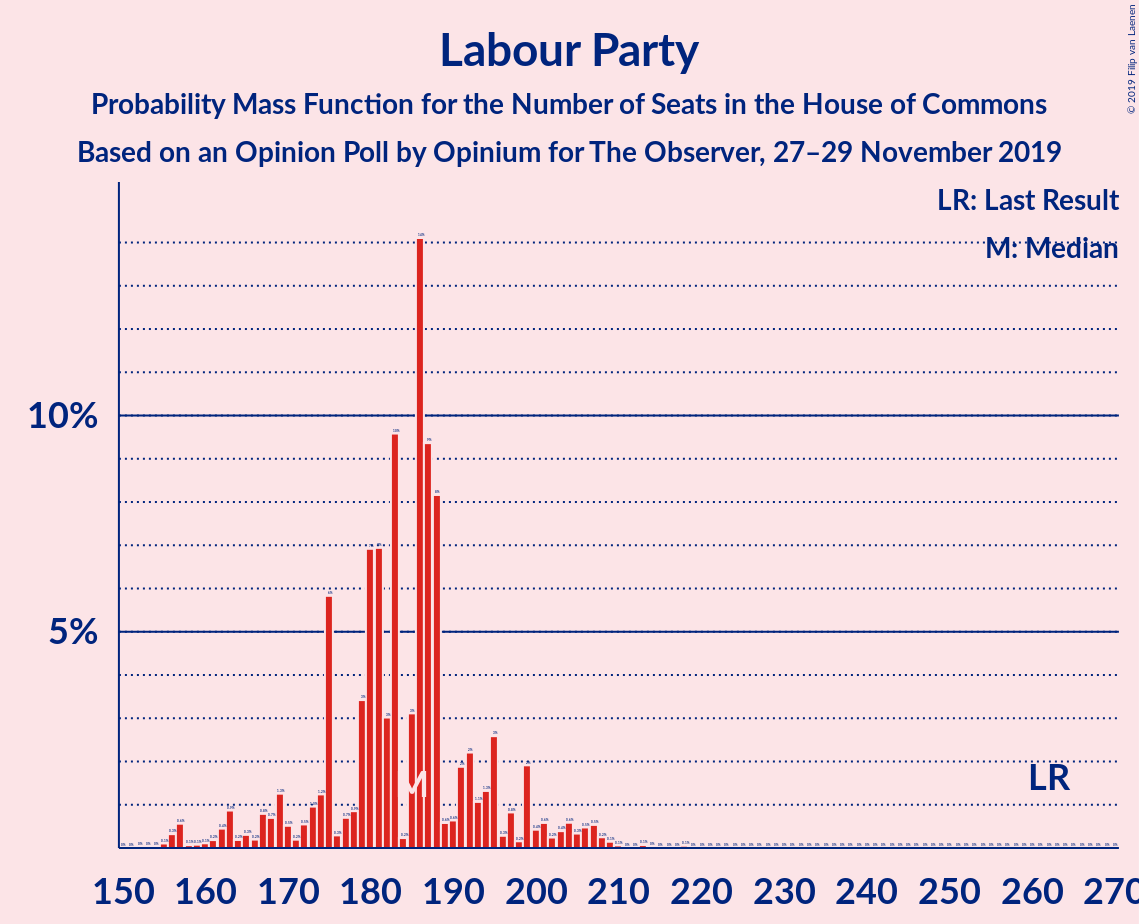 © 2019 Filip van Laenen
Labour Party
Probability Mass Function for the Number of Seats in the House of Commons
Based on an Opinion Poll by Opinium for The Observer, 27–29 November 2019
LR: Last Result
M: Median
10%
5%
M
LR
150 160 170 180 190 200 210 220 230 240 250 260 270